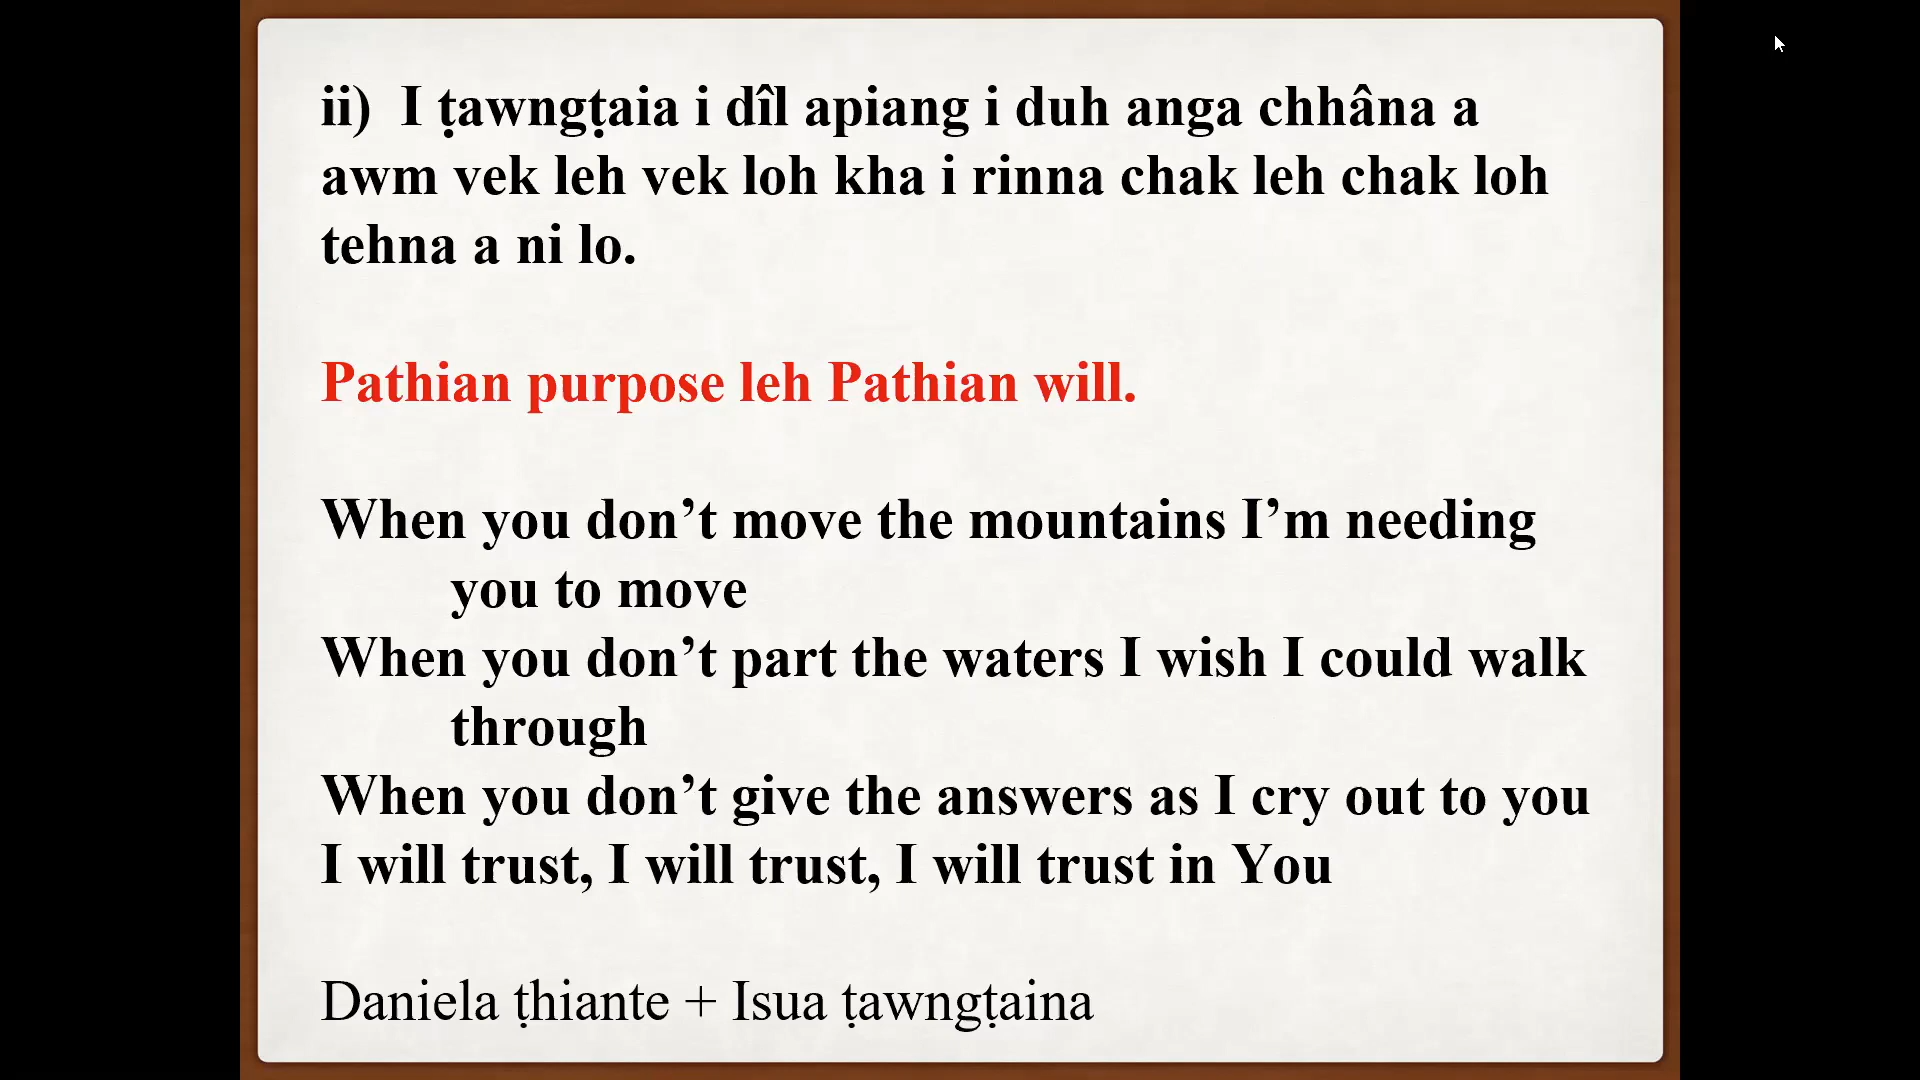 ii)  I ṭawngṭaia i dîl apiang i duh anga chhâna a
awm vek leh vek loh kha i rinna chak leh chak loh
tehna a ni lo.
Pathian purpose leh Pathian will.
When you don’t move the mountains I’m needing
you to move
When you don’t part the waters I wish I could walk
through
When you don’t give the answers as I cry out to you
I will trust, I will trust, I will trust in You
Daniela ṭhiante + Isua ṭawngṭaina